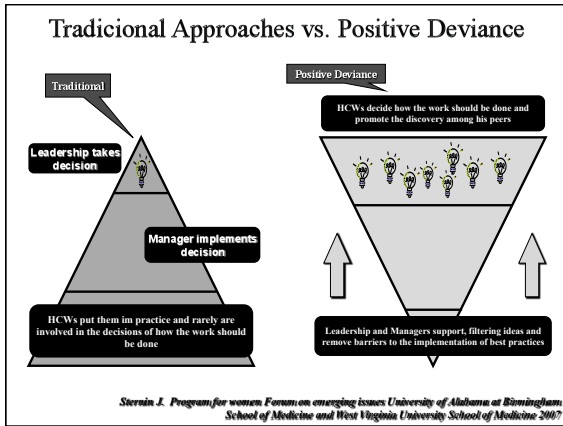 Tradicional Approaches vs. Positive Deviance
Traditional
Positive Deviance
Leadership takes
decision
Manager implements
decision
HCWs put them im practice and rarely are
involved in the decisions of how the work should
be done
HCWs decide how the work should be done and
promote the discovery among his peers
Leadership and Managers support, filtering ideas and
remove barriers to the implementation of best practices
Sternin J. Program for women Forum on emerging issues University of Alabama at Birmingham
School of Medicine and West Virginia University School of Medicine 2007